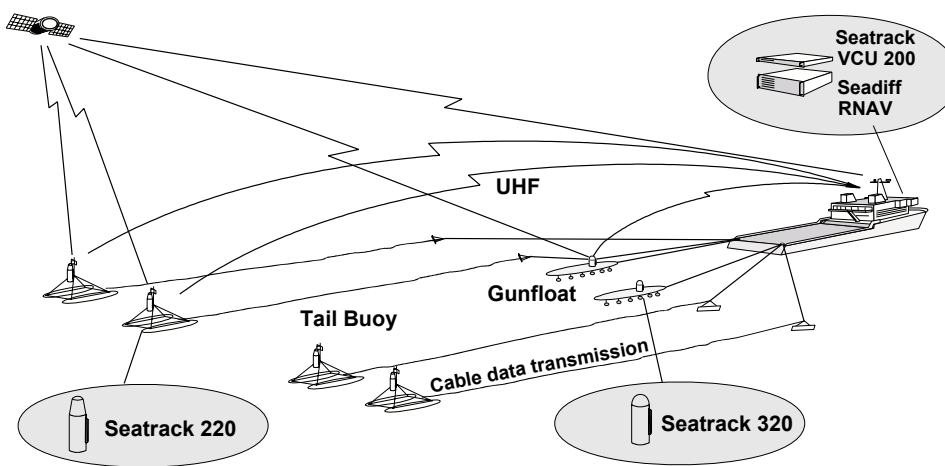 Seatrack
VCU 200
Seadiff
RNAV
UHF
Gunfloat
Tail Buoy
Cable data transmission
Seatrack 220
Seatrack 320